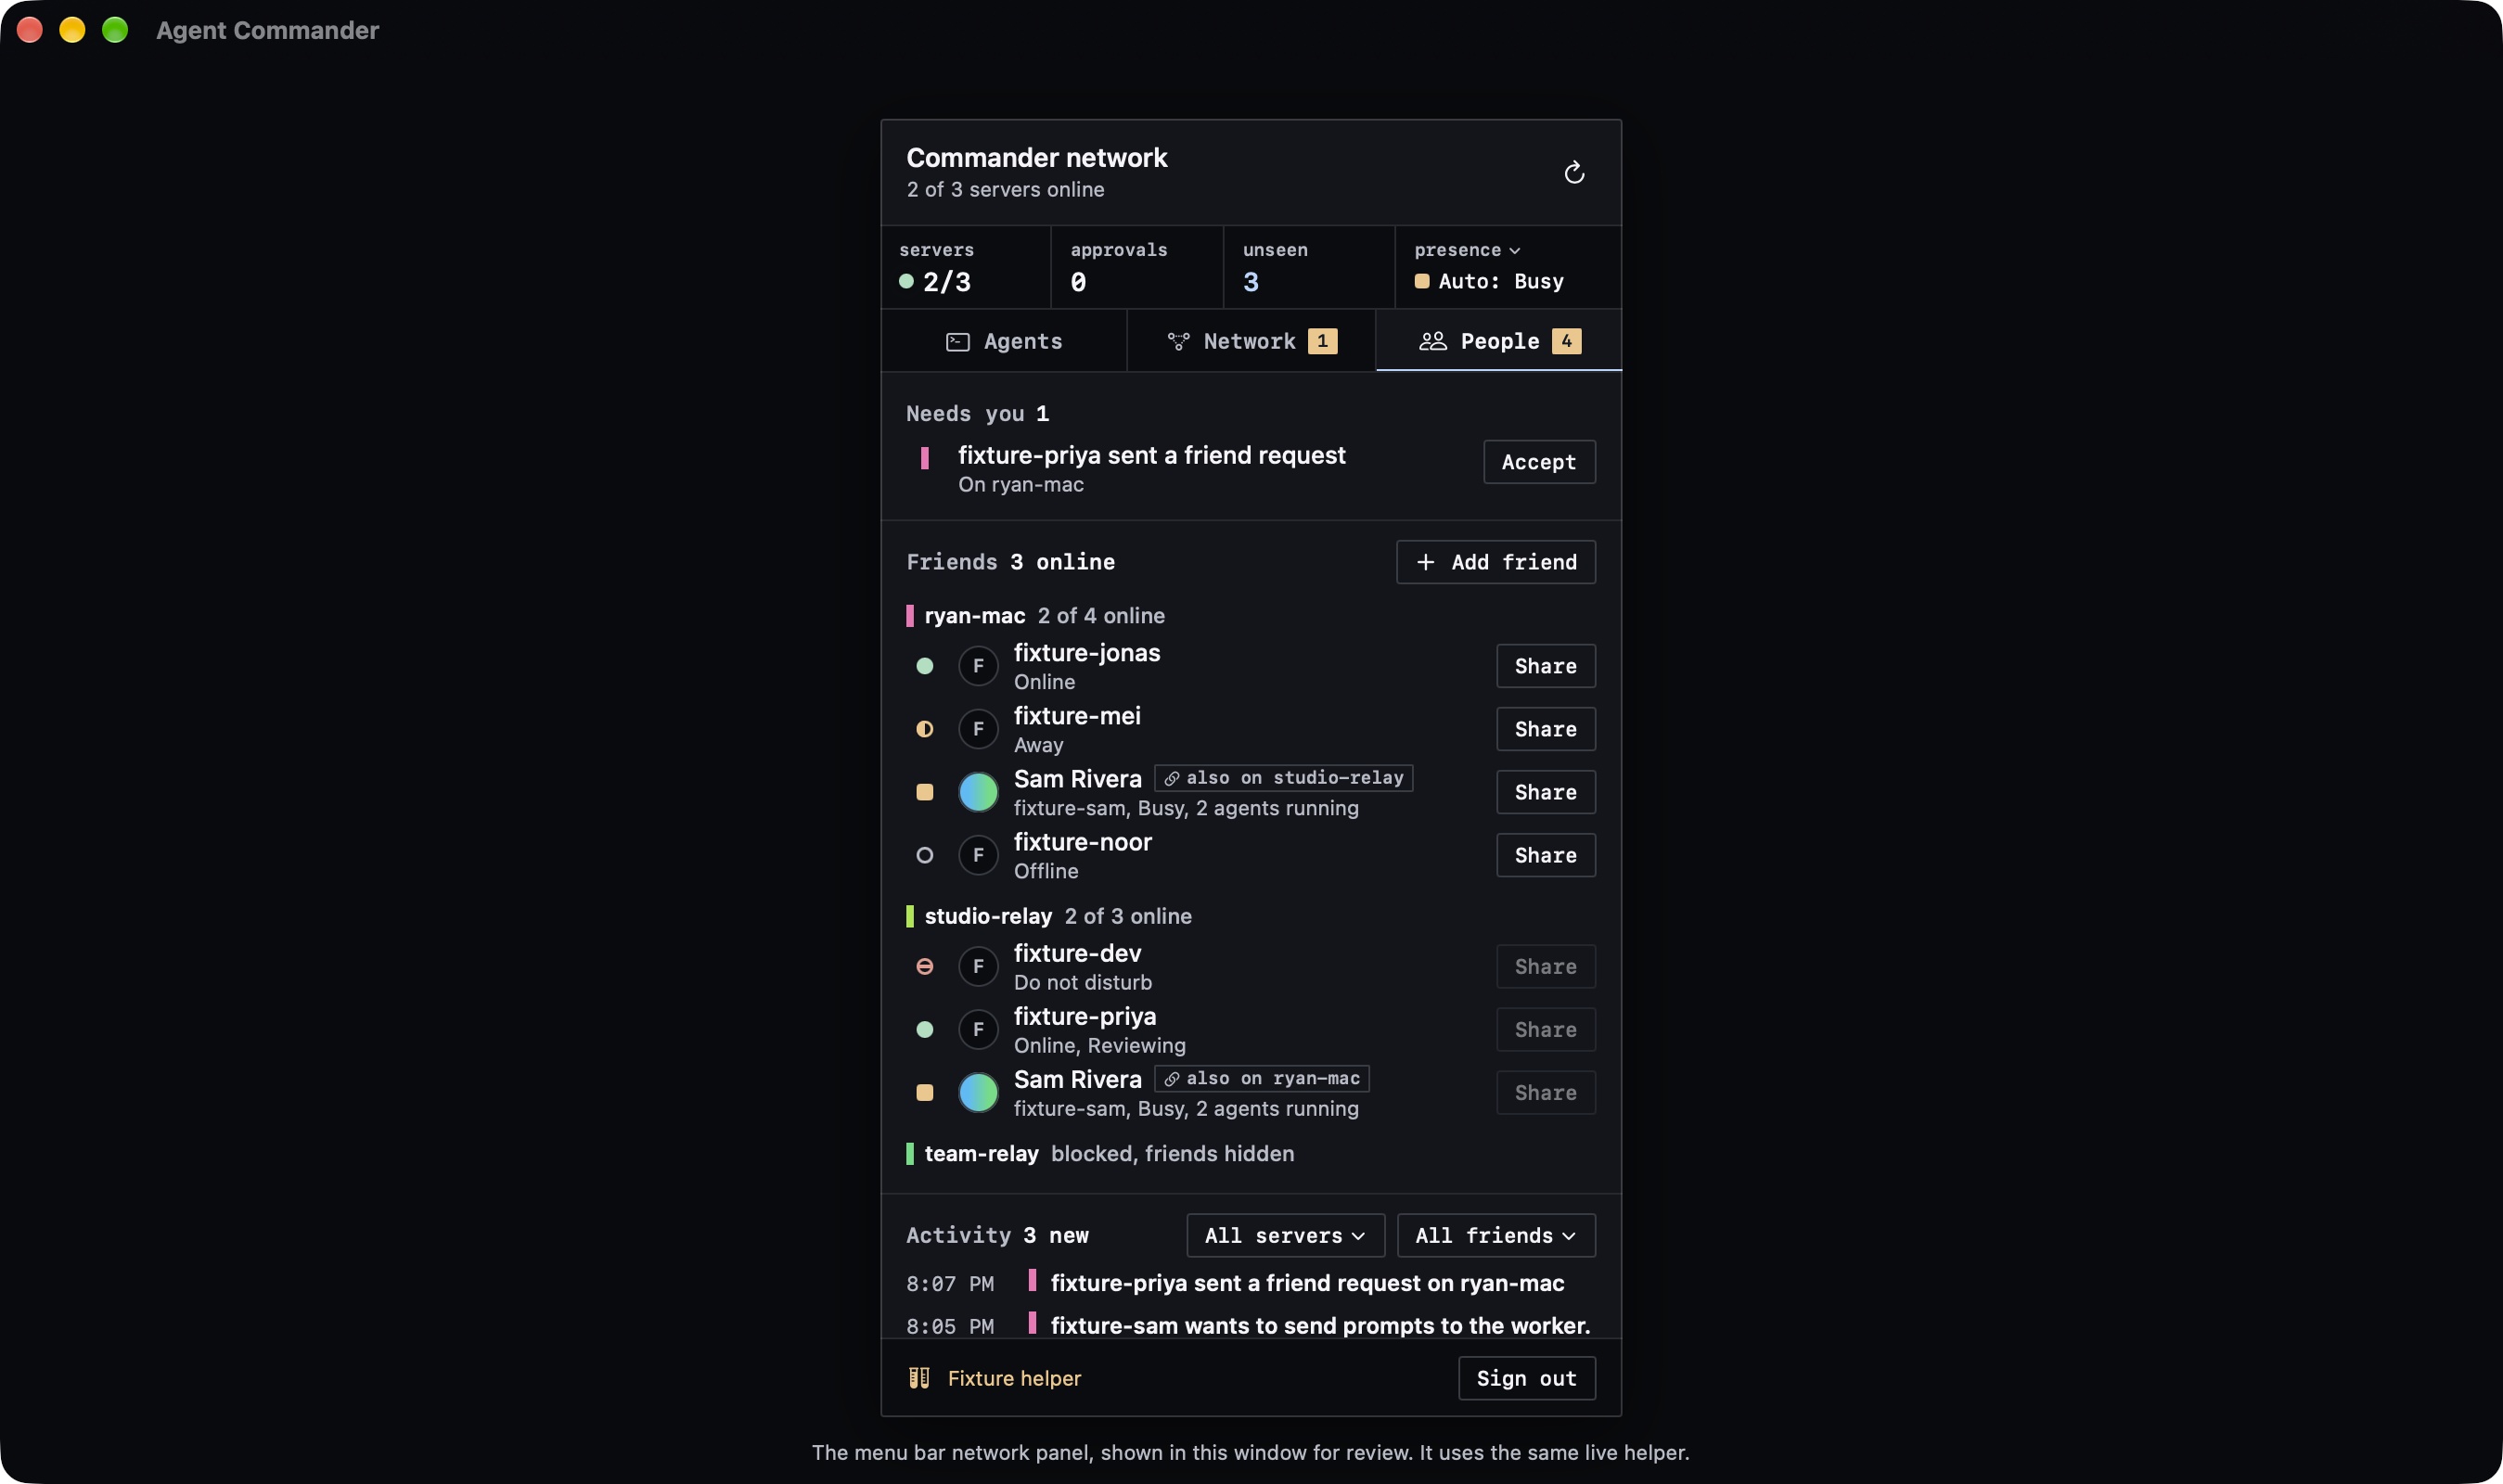 Agent Commander
Commander network
2 of 3 servers online
servers
2/3
approvals
0
unseen
3
presence
Auto: Busy
Agents
Network 1
People 4
Needs you 1
fixture-priya sent a friend request
On ryan-mac
Accept
Friends 3 online
+ Add friend
ryan-mac 2 of 4 online
F
fixture-jonas
Online
Share
F
fixture-mei
Away
Share
Sam Rivera also on studio-relay
fixture-sam, Busy, 2 agents running
Share
F
fixture-noor
Offline
Share
studio-relay 2 of 3 online
F
fixture-dev
Do not disturb
Share
F
fixture-priya
Online, Reviewing
Share
Sam Rivera also on ryan-mac
fixture-sam, Busy, 2 agents running
Share
team-relay blocked, friends hidden
Activity 3 new
All servers
All friends
8:07 PM fixture-priya sent a friend request on ryan-mac
8:05 PM fixture-sam wants to send prompts to the worker.
Fixture helper
Sign out
The menu bar network panel, shown in this window for review. It uses the same live helper.